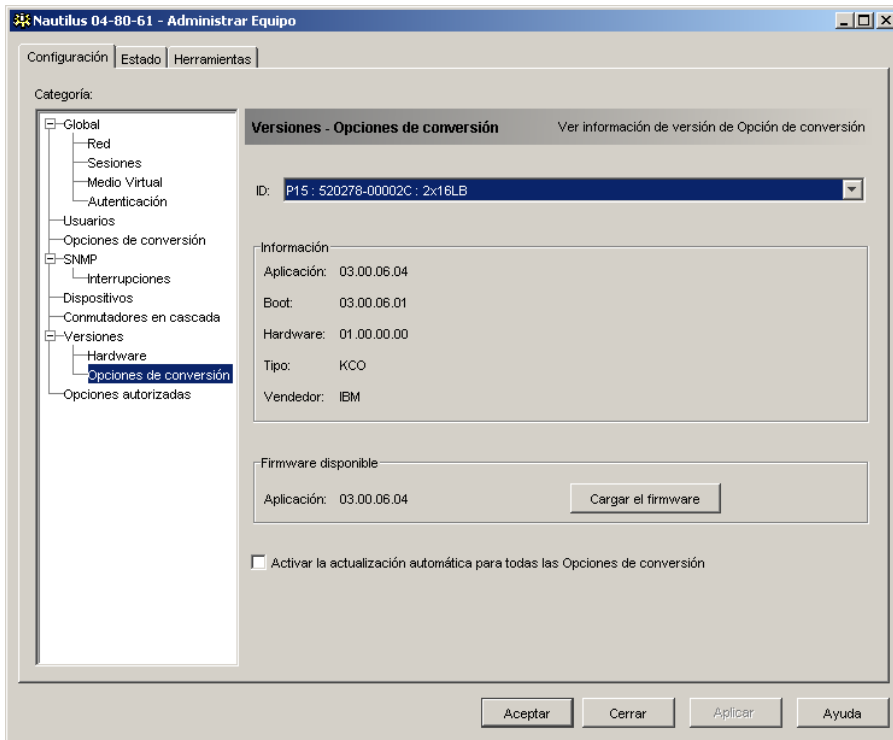 Nautilus 04-80-61 - Administrar Equipo
Configuración Estado Herramientas
Categoría:
Global
Red
Sesiones
Medio Virtual
Autenticación
Usuarios
Opciones de conversión
SNMP
Interrupciones
Dispositivos
Conmutadores en cascada
Versiones
Hardware
Opciones de conversión
Opciones autorizadas
Versiones - Opciones de conversión Ver información de versión de Opción de conversión
ID: P15 : 520278-00002C : 2x16LB
Información
Aplicación: 03.00.06.04
Boot: 03.00.06.01
Hardware: 01.00.00.00
Tipo: KCO
Vendedor: IBM
Firmware disponible
Aplicación: 03.00.06.04 Cargar el firmware
Activar la actualización automática para todas las Opciones de conversión
Aceptar Cerrar Aplicar Ayuda